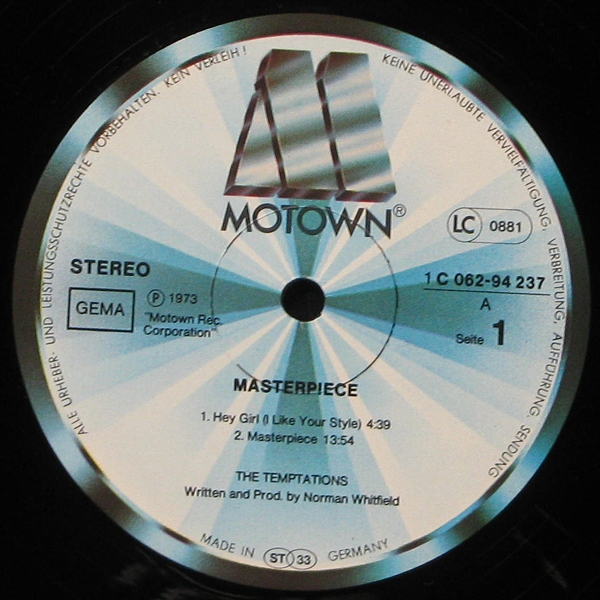 ALLE URHEBER- UND LEISTUNGSSCHUTZRECHTE VORBEHALTEN. KEIN VERLEIH! KEINE UNERLAUBTE VERVIELFÄLTIGUNG, VERBREITUNG, AUFFÜHRUNG, SENDUNG
M
MOTOWN®
LC 0881
STEREO
GEMA
Ⓟ 1973
"Motown Rec.
Corporation"
1 C 062-94 237
A
Seite 1
MASTERPIECE
1. Hey Girl (I Like Your Style) 4:39
2. Masterpiece 13:54
THE TEMPTATIONS
Written and Prod. by Norman Whitfield
MADE IN ST 33 GERMANY